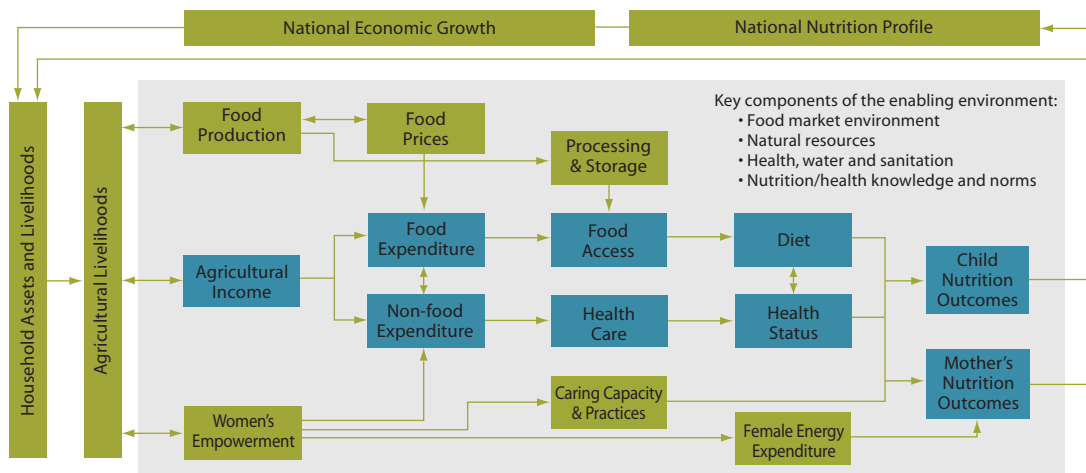 National Economic Growth
National Nutrition Profile
Household Assets and Livelihoods
Agricultural Livelihoods
Food
Production
Food
Prices
Processing
& Storage
Key components of the enabling environment:
• Food market environment
• Natural resources
• Health, water and sanitation
• Nutrition/health knowledge and norms
Agricultural
Income
Food
Expenditure
Food
Access
Diet
Non-food
Expenditure
Health
Care
Health
Status
Child
Nutrition
Outcomes
Mother's
Nutrition
Outcomes
Women's
Empowerment
Caring Capacity
& Practices
Female Energy
Expenditure